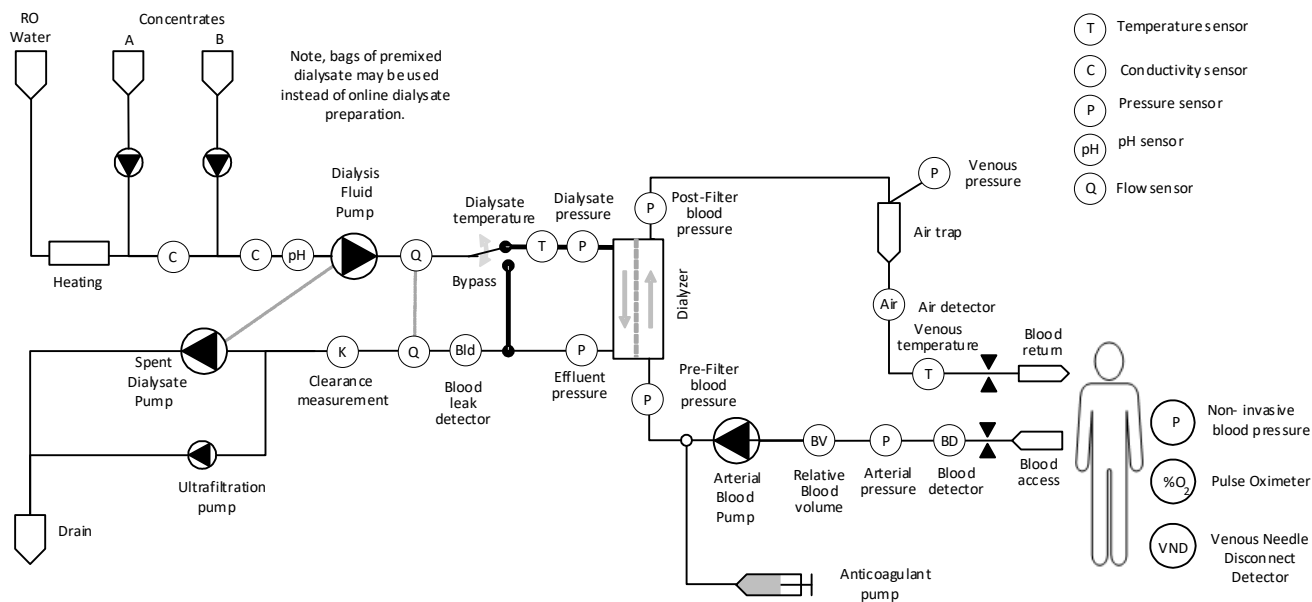 RO
Water
Concentrates
A
B
Note, bags of premixed
dialysate may be used
instead of online dialysate
preparation.
T
Temperature sensor
C
Conductivity sensor
P
Pressure sensor
pH
pH sensor
Q
Flow sensor
Dialysis
Fluid
Pump
Dialysate
temperature
Dialysate
pressure
P
Post-Filter
blood
pressure
P
Venous
pressure
Air trap
Heating
C
C
pH
Q
Bypass
T
P
Dialyzer
Air
Air detector
Venous
temperature
T
Blood
return
Spent
Dialysate
Pump
K
Clearance
measurement
Q
Bld
Blood
leak
detector
P
Effluent
pressure
P
Pre-Filter
blood
pressure
Arterial
Blood
Pump
BV
Relative
Blood
volume
P
Arterial
pressure
BD
Blood
detector
Blood
access
P
Non- invasive
blood pressure
%O2
Pulse Oximeter
VND
Venous Needle
Disconnect
Detector
Ultrafiltration
pump
Drain
Anticoagulant
pump